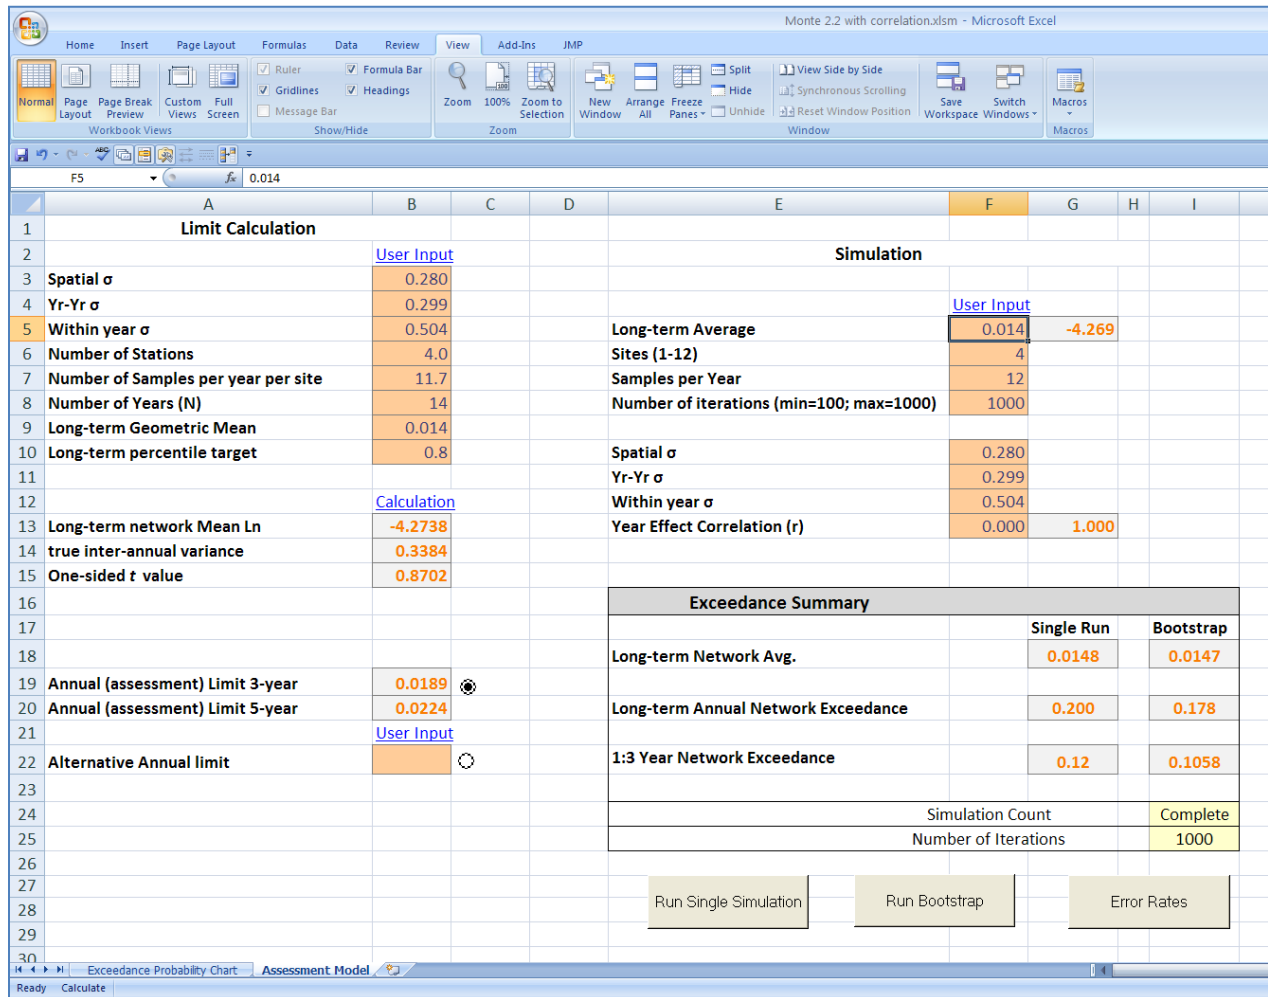 Monte 2.2 with correlation.xlsm - Microsoft Excel
Home Insert Page Layout Formulas Data Review View Add-Ins JMP
Normal Page Layout Page Break Preview Custom Views Full Screen
Workbook Views
Ruler Formula Bar
Gridlines Headings
Message Bar
Show/Hide
Zoom 100% Zoom to Selection
Zoom
New Window Arrange All Freeze Panes
Split View Side by Side
Hide Synchronous Scrolling
Unhide Reset Window Position
Save Workspace Switch Windows
Window
Macros
Macros
ABC
F5 fx 0.014
A B C D E F G H I
1 Limit Calculation
2 User Input Simulation
3 Spatial σ 0.280
4 Yr-Yr σ 0.299 User Input
5 Within year σ 0.504 Long-term Average 0.014 -4.269
6 Number of Stations 4.0 Sites (1-12) 4
7 Number of Samples per year per site 11.7 Samples per Year 12
8 Number of Years (N) 14 Number of iterations (min=100; max=1000) 1000
9 Long-term Geometric Mean 0.014
10 Long-term percentile target 0.8 Spatial σ 0.280
11 Yr-Yr σ 0.299
12 Calculation Within year σ 0.504
13 Long-term network Mean Ln -4.2738 Year Effect Correlation (r) 0.000 1.000
14 true inter-annual variance 0.3384
15 One-sided t value 0.8702
16 Exceedance Summary
17 Single Run Bootstrap
18 Long-term Network Avg. 0.0148 0.0147
19 Annual (assessment) Limit 3-year 0.0189
20 Annual (assessment) Limit 5-year 0.0224 Long-term Annual Network Exceedance 0.200 0.178
21 User Input
22 Alternative Annual limit 1:3 Year Network Exceedance 0.12 0.1058
23
24 Simulation Count Complete
25 Number of Iterations 1000
26
27
28 Run Single Simulation Run Bootstrap Error Rates
29
30
Exceedance Probability Chart Assessment Model
Ready Calculate